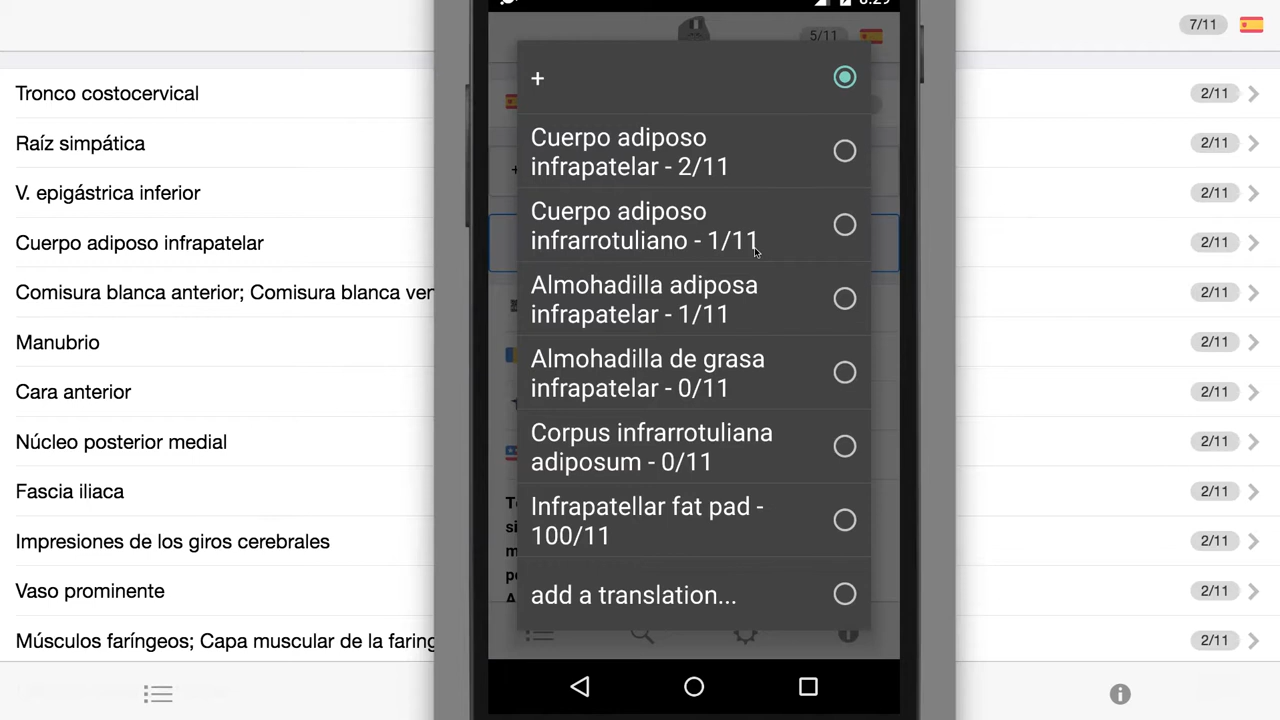 7/11
Tronco costocervical 2/11
Raíz simpática 2/11
V. epigástrica inferior 2/11
Cuerpo adiposo infrapatelar 2/11
Comisura blanca anterior; Comisura blanca ven 2/11
Manubrio 2/11
Cara anterior 2/11
Núcleo posterior medial 2/11
Fascia iliaca 2/11
Impresiones de los giros cerebrales 2/11
Vaso prominente 2/11
Músculos faríngeos; Capa muscular de la faring 2/11
5/11
+
Cuerpo adiposo
infrapatelar - 2/11
Cuerpo adiposo
infrarrotuliano - 1/11
Almohadilla adiposa
infrapatelar - 1/11
Almohadilla de grasa
infrapatelar - 0/11
Corpus infrarrotuliana
adiposum - 0/11
Infrapatellar fat pad -
100/11
add a translation...